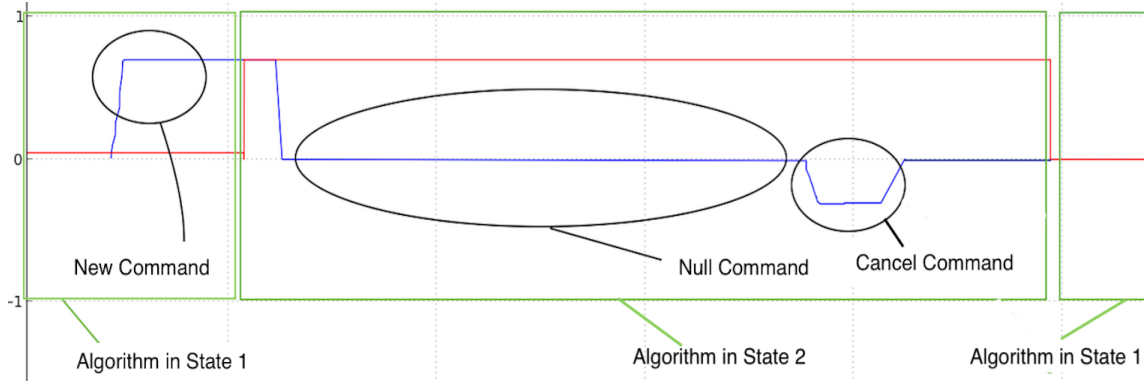 1
0
New Command
Null Command
Cancel Command
-1
Algorithm in State 1
Algorithm in State 2
Algorithm in State 1